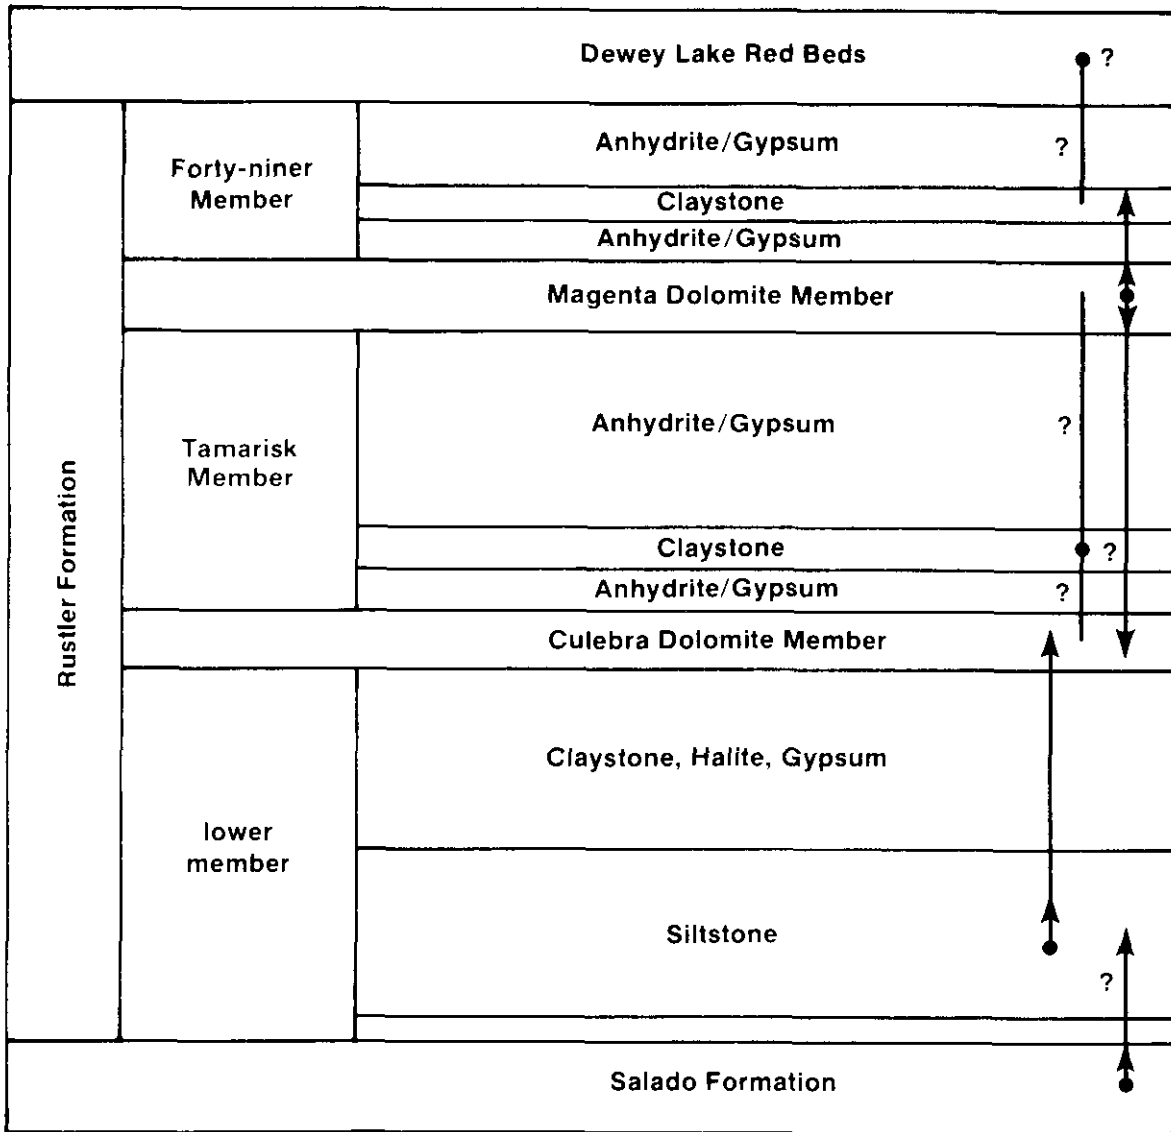 Dewey Lake Red Beds
?
Rustler Formation
Forty-niner
Member
Anhydrite/Gypsum
?
Claystone
Anhydrite/Gypsum
Magenta Dolomite Member
Tamarisk
Member
Anhydrite/Gypsum
?
Claystone
?
Anhydrite/Gypsum
?
Culebra Dolomite Member
lower
member
Claystone, Halite, Gypsum
Siltstone
?
Salado Formation